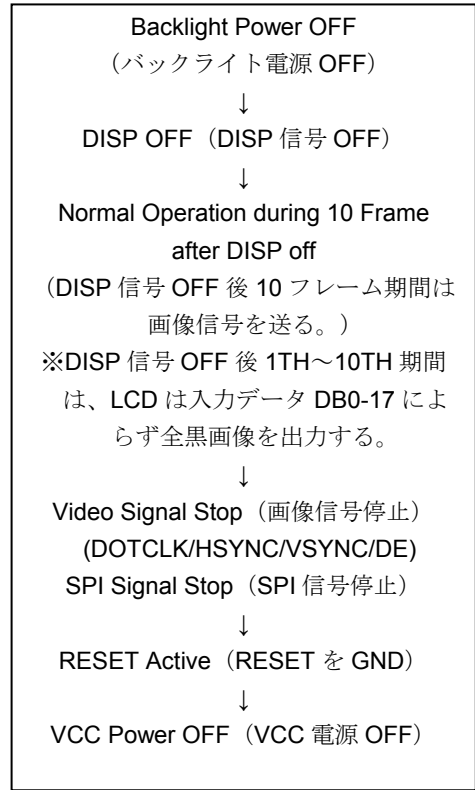 Backlight Power OFF
（バックライト電源 OFF）
↓
DISP OFF（DISP 信号 OFF）
↓
Normal Operation during 10 Frame
after DISP off
（DISP 信号 OFF 後 10 フレーム期間は
画像信号を送る。）
※DISP 信号 OFF 後 1TH～10TH 期間
は、LCD は入力データ DB0-17 によ
らず全黒画像を出力する。
↓
Video Signal Stop（画像信号停止）
(DOTCLK/HSYNC/VSYNC/DE)
SPI Signal Stop（SPI 信号停止）
↓
RESET Active（RESET を GND）
↓
VCC Power OFF（VCC 電源 OFF）